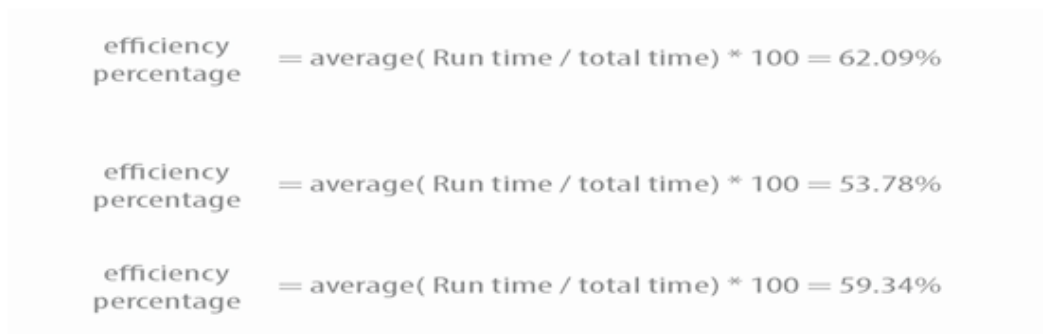 efficiency
percentage = average( Run time / total time) * 100 = 62.09%
efficiency
percentage = average( Run time / total time) * 100 = 53.78%
efficiency
percentage = average( Run time / total time) * 100 = 59.34%